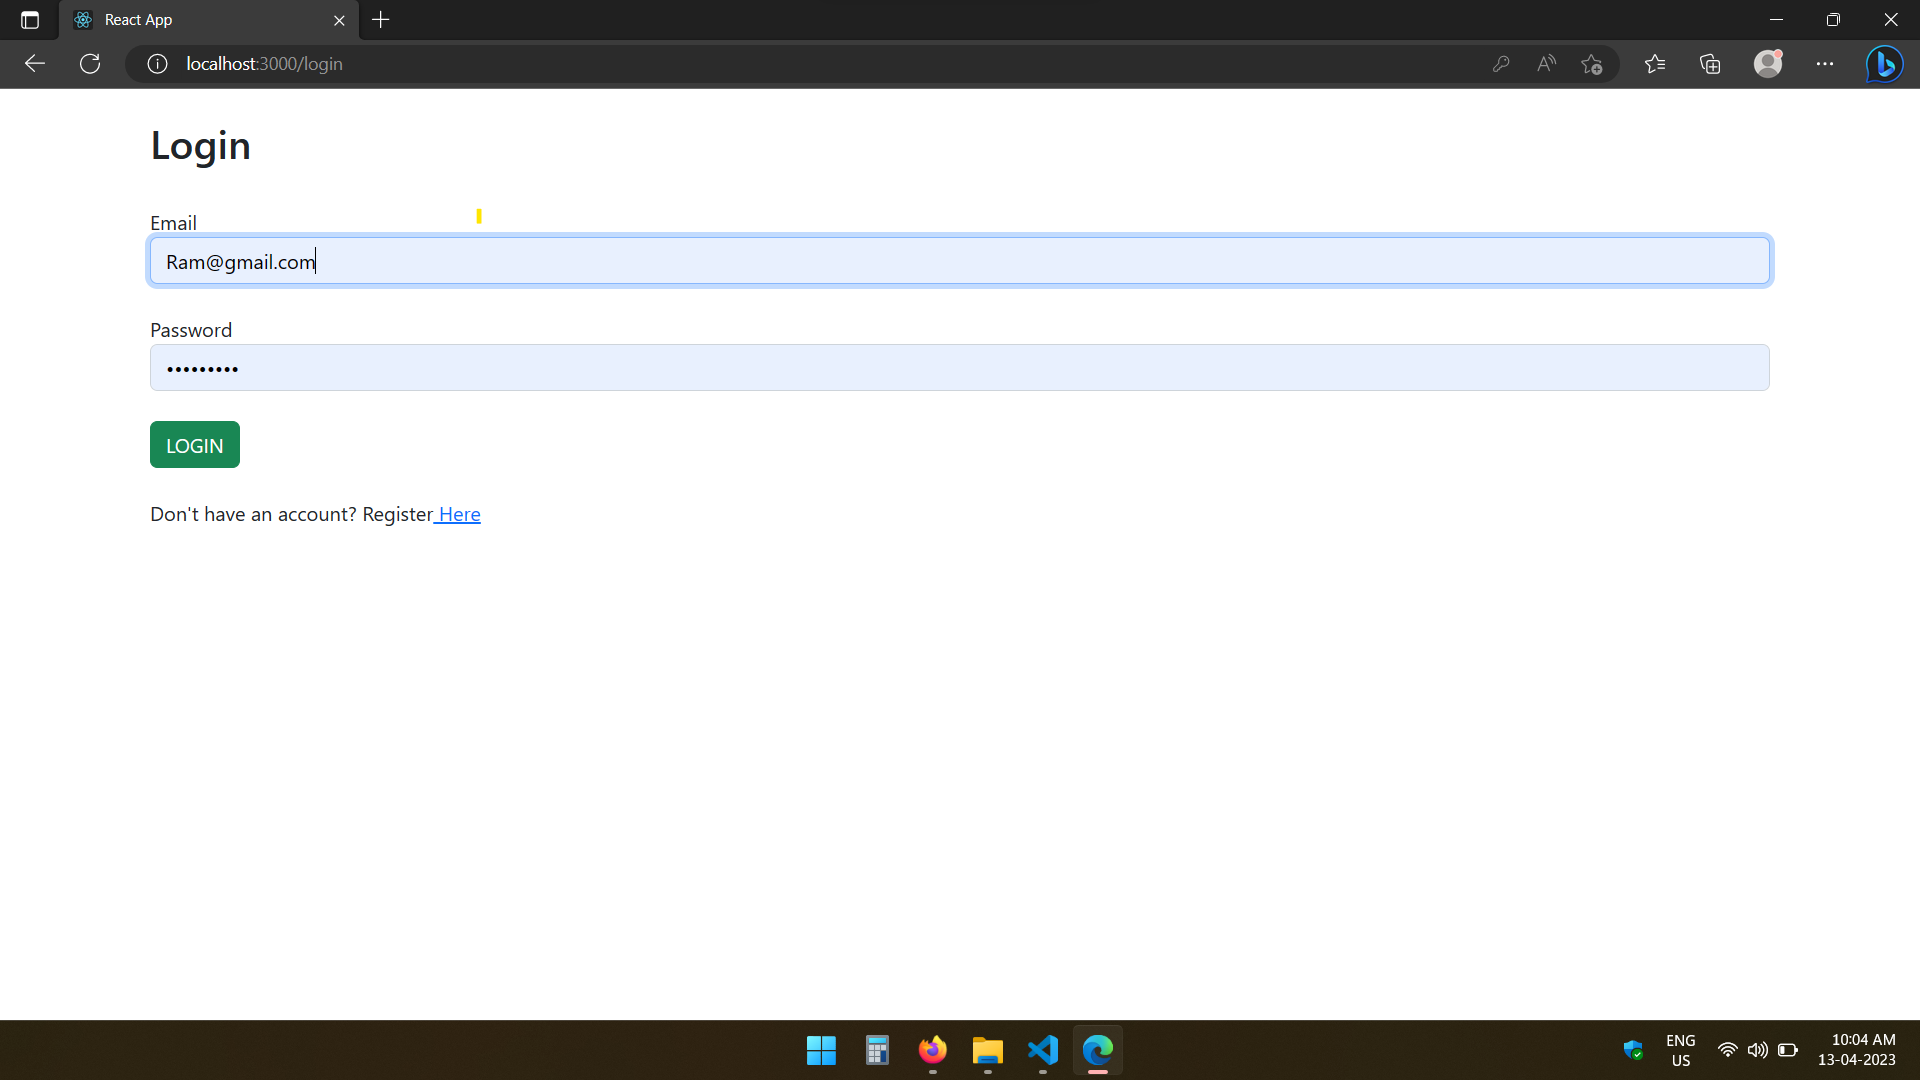 React App
localhost:3000/login
Login
Email
Ram@gmail.com
Password
•••••••••
LOGIN
Don't have an account? Register Here
ENG
US
10:04 AM
13-04-2023